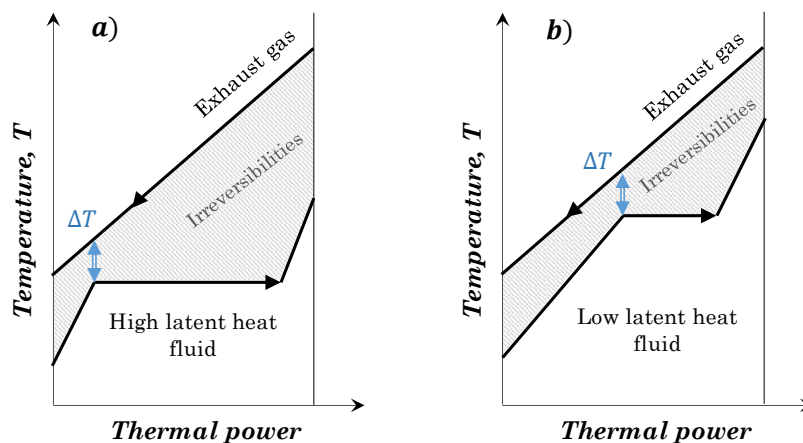 a)
Exhaust gas
Irreversibilities
ΔT
High latent heat
fluid
Temperature, T
Thermal power
b)
Exhaust gas
Irreversibilities
ΔT
Low latent heat
fluid
Temperature, T
Thermal power